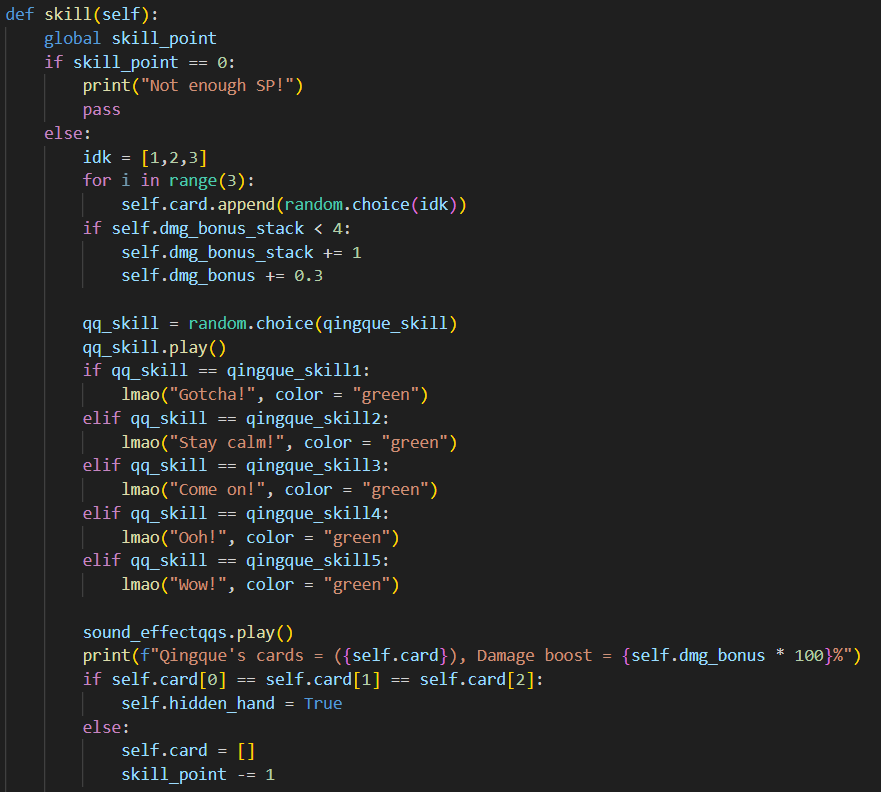 def skill(self):
    global skill_point
    if skill_point == 0:
        print("Not enough SP!")
        pass
    else:
        idk = [1,2,3]
        for i in range(3):
            self.card.append(random.choice(idk))
        if self.dmg_bonus_stack < 4:
            self.dmg_bonus_stack += 1
            self.dmg_bonus += 0.3

        qq_skill = random.choice(qingque_skill)
        qq_skill.play()
        if qq_skill == qingque_skill1:
            lmao("Gotcha!", color = "green")
        elif qq_skill == qingque_skill2:
            lmao("Stay calm!", color = "green")
        elif qq_skill == qingque_skill3:
            lmao("Come on!", color = "green")
        elif qq_skill == qingque_skill4:
            lmao("Ooh!", color = "green")
        elif qq_skill == qingque_skill5:
            lmao("Wow!", color = "green")

        sound_effectqqs.play()
        print(f"Qingque's cards = ({self.card}), Damage boost = {self.dmg_bonus * 100}%")
        if self.card[0] == self.card[1] == self.card[2]:
            self.hidden_hand = True
        else:
            self.card = []
            skill_point -= 1